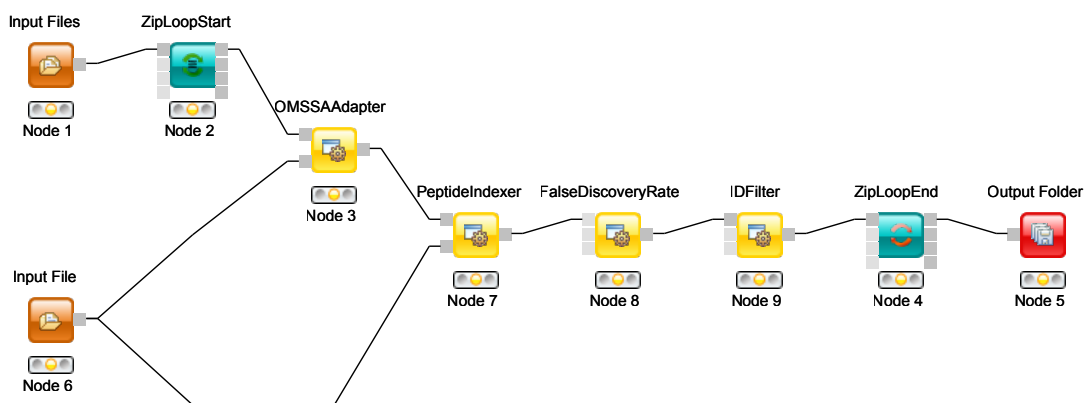 Input Files
ZipLoopStart
Node 1
Node 2
OMSSAAdapter
Node 3
PeptideIndexer
FalseDiscoveryRate
IDFilter
ZipLoopEnd
Output Folder
Node 7
Node 8
Node 9
Node 4
Node 5
Input File
Node 6